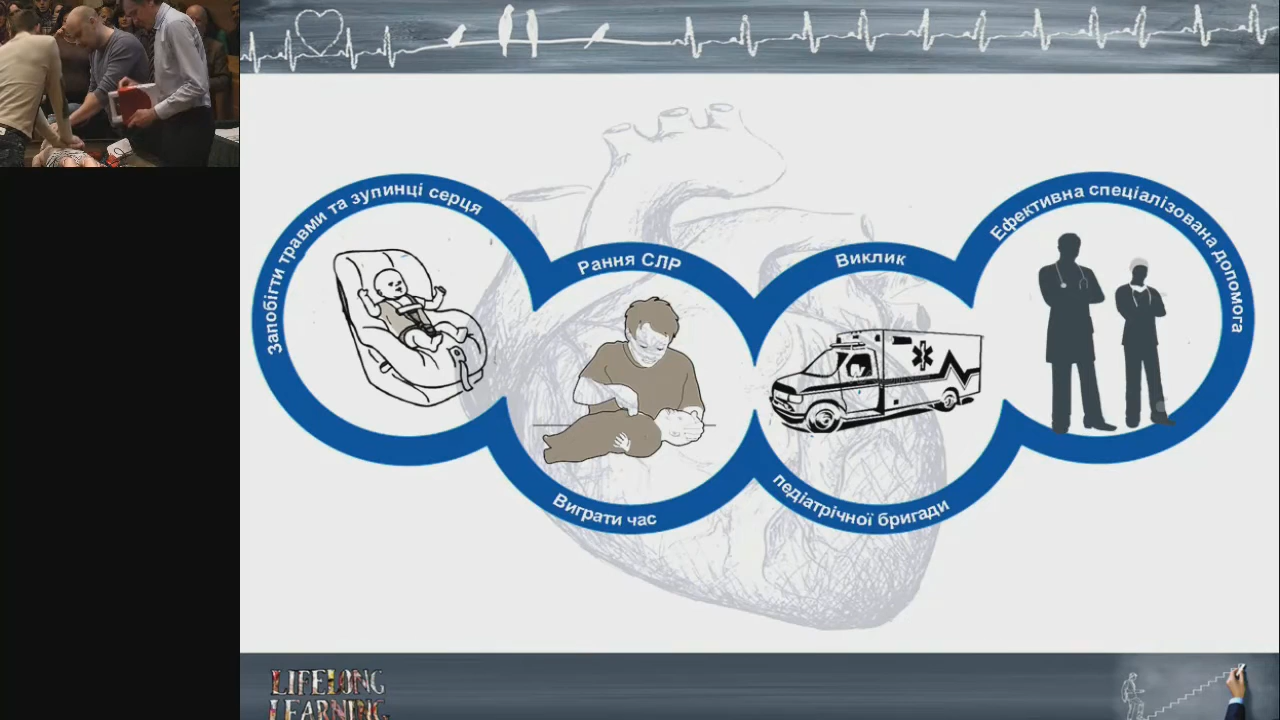 Запобігти травми та зупинці серця
Рання СЛР
Виграти час
Виклик
педіатрічної бригади
Ефективна спеціалізована допомога
LIFELONG
LEARNING